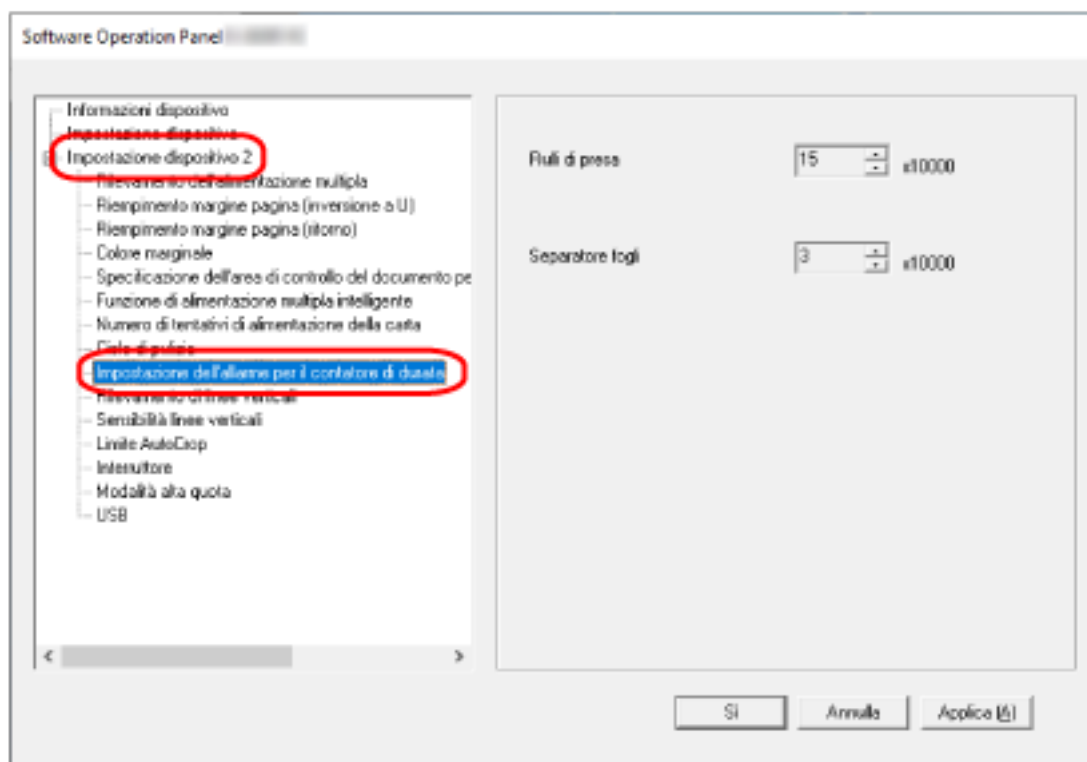 Software Operation Panel
Informazioni dispositivo
Impostazione dispositivo
Impostazione dispositivo 2
Rilevamento dell'alimentazione multipla
Riempimento margine pagina (inversione a U)
Riempimento margine pagina (ritorno)
Colore marginale
Specificazione dell'area di controllo del documento pe
Funzione di alimentazione multipla intelligente
Numero di tentativi di alimentazione della carta
Ciclo di pulizia
Impostazione dell'allarme per il contatore di durata
Rilevamento di linee verticali
Sensibilità linee verticali
Limite AutoCrop
Interruttore
Modalità alta quota
USB
Rulli di presa
15
x10000
Separatore fogli
3
x10000
Sì
Annulla
Applica (A)